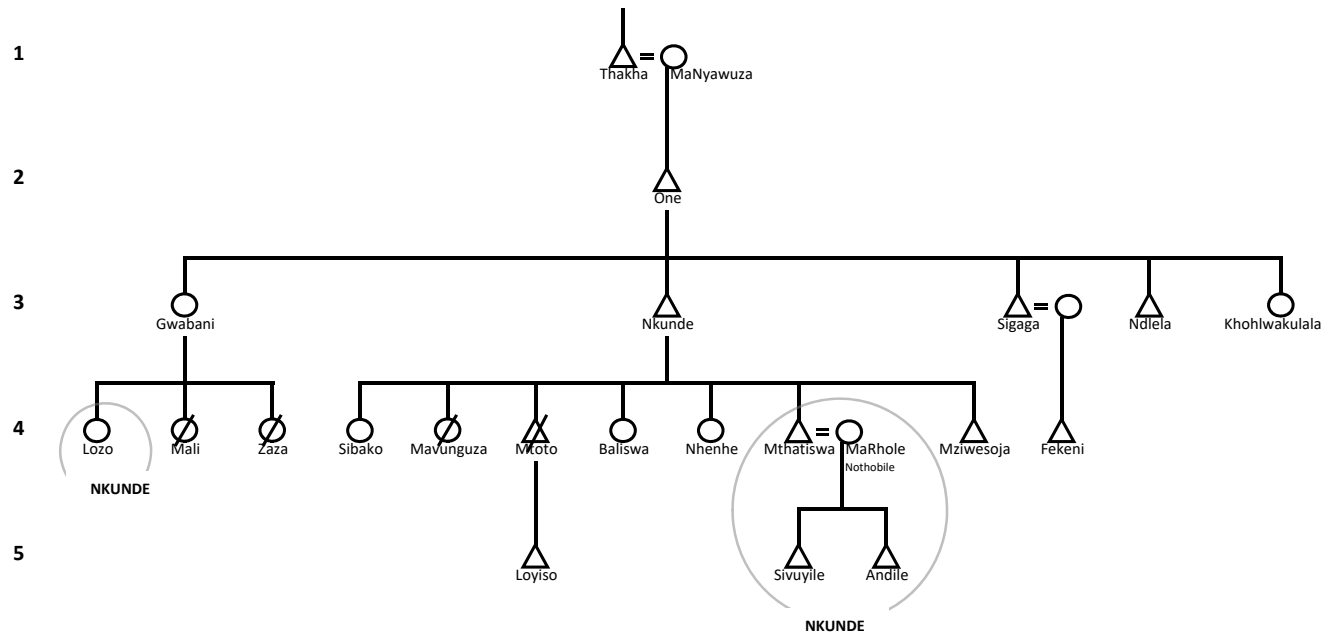 1
Thakha = MaNyawuza
2
One
3
Gwabani Nkunde Sigaga = Ndlela Khohlwakulala
4
Lozo Mali Zaza Sibako Mavunguza Mtoto Baliswa Nhenhe Mthatiswa = MaRhole Mziwesoja Fekeni
Nothobile
NKUNDE
5
Loyiso Sivuyile Andile
NKUNDE